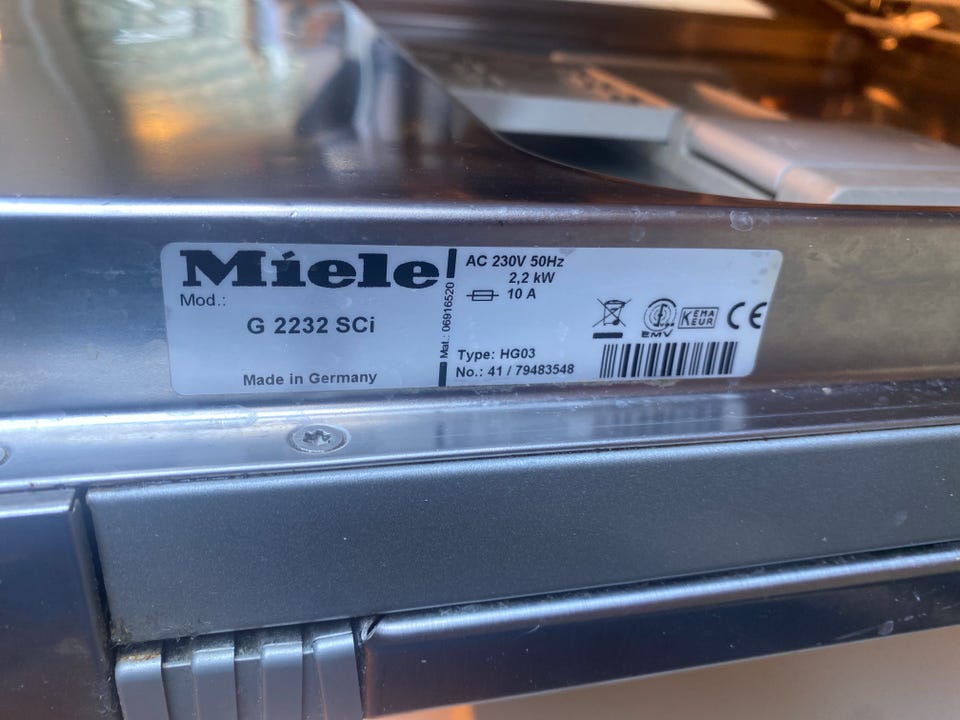 Miele
Mod.:
G 2232 SCi
Made in Germany
Mat.: 06916520
AC 230V 50Hz
2,2 kW
10 A
Type: HG03
No.: 41 / 79483548
EMV
KEMA
KEUR
CE